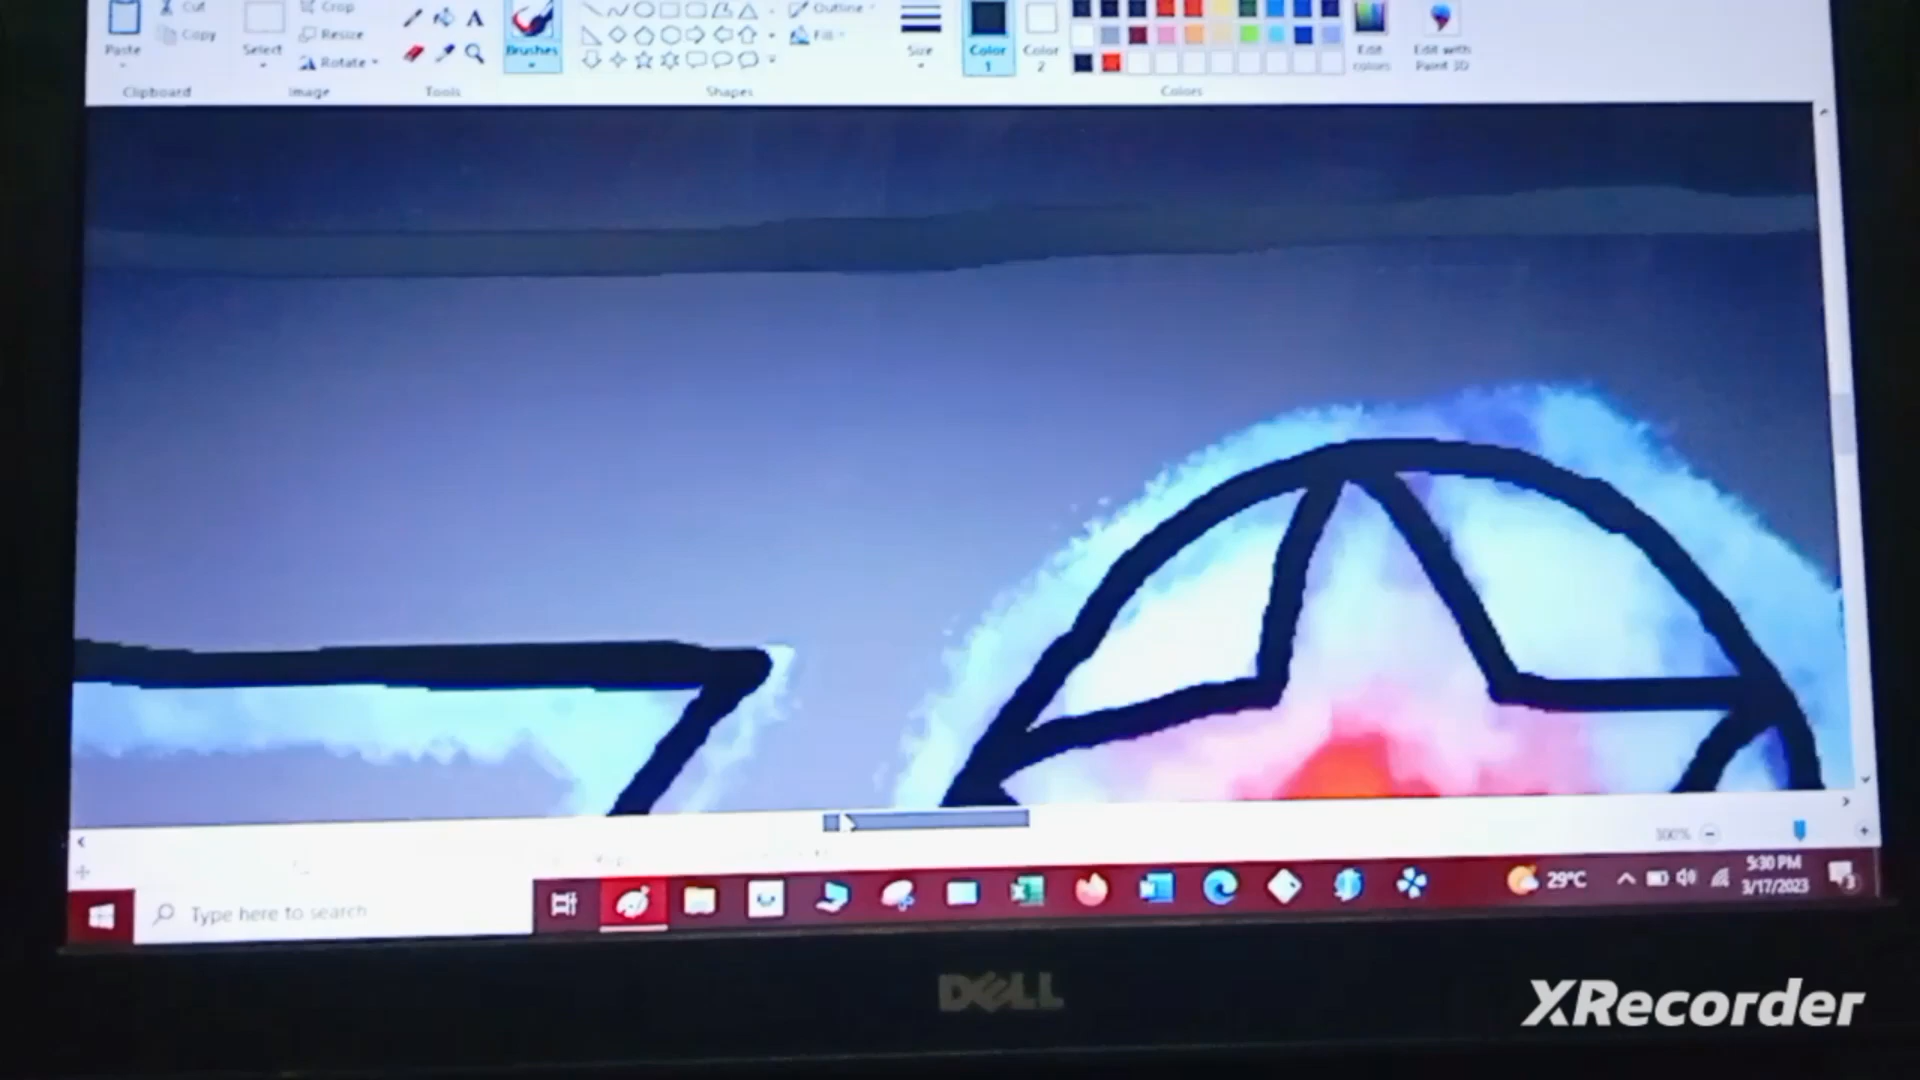 Cut
Crop
Outline
Copy
Resize
Fill
Paste
Select
Rotate
Brushes
Size
Color
1
Color
2
Edit
colors
Edit with
Paint 3D
Clipboard
Image
Tools
Shapes
Colors
300%
Type here to search
29°C
5:30 PM
3/17/2023
3
DELL
XRecorder